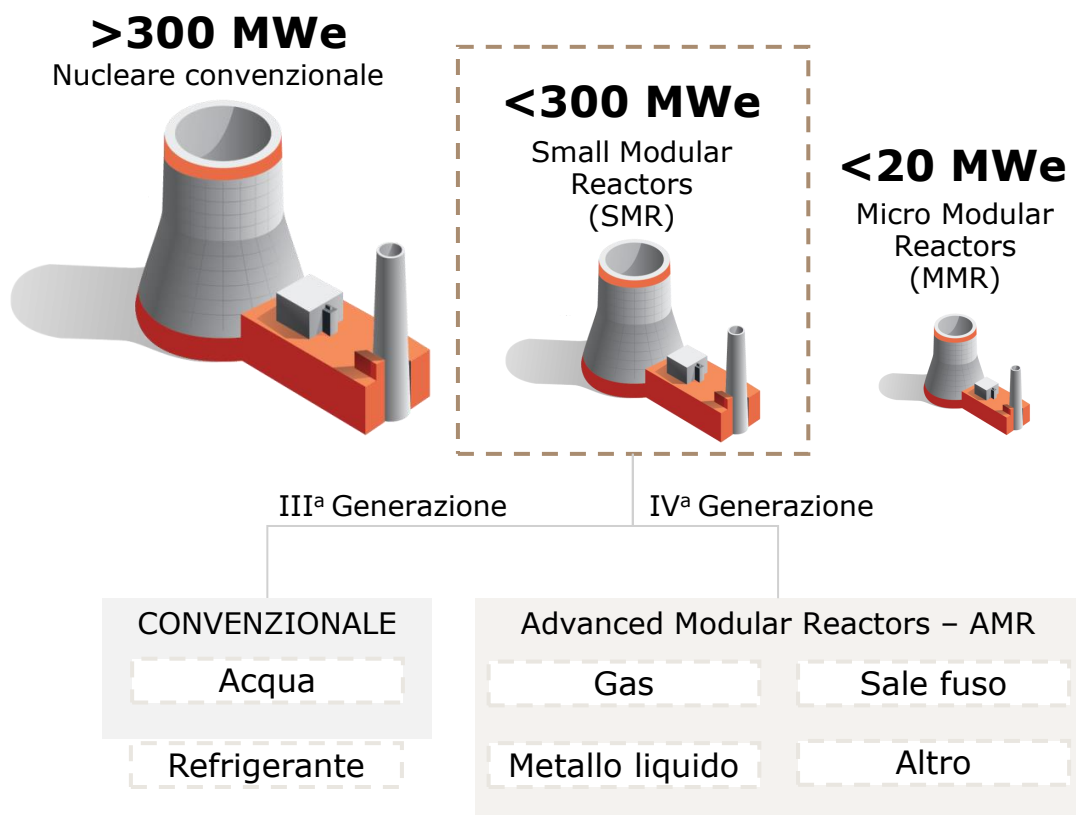 >300 MWe
Nucleare convenzionale
<300 MWe
Small Modular
Reactors
(SMR)
<20 MWe
Micro Modular
Reactors
(MMR)
IIIª Generazione
IVª Generazione
CONVENZIONALE
Acqua
Refrigerante
Advanced Modular Reactors – AMR
Gas
Sale fuso
Metallo liquido
Altro